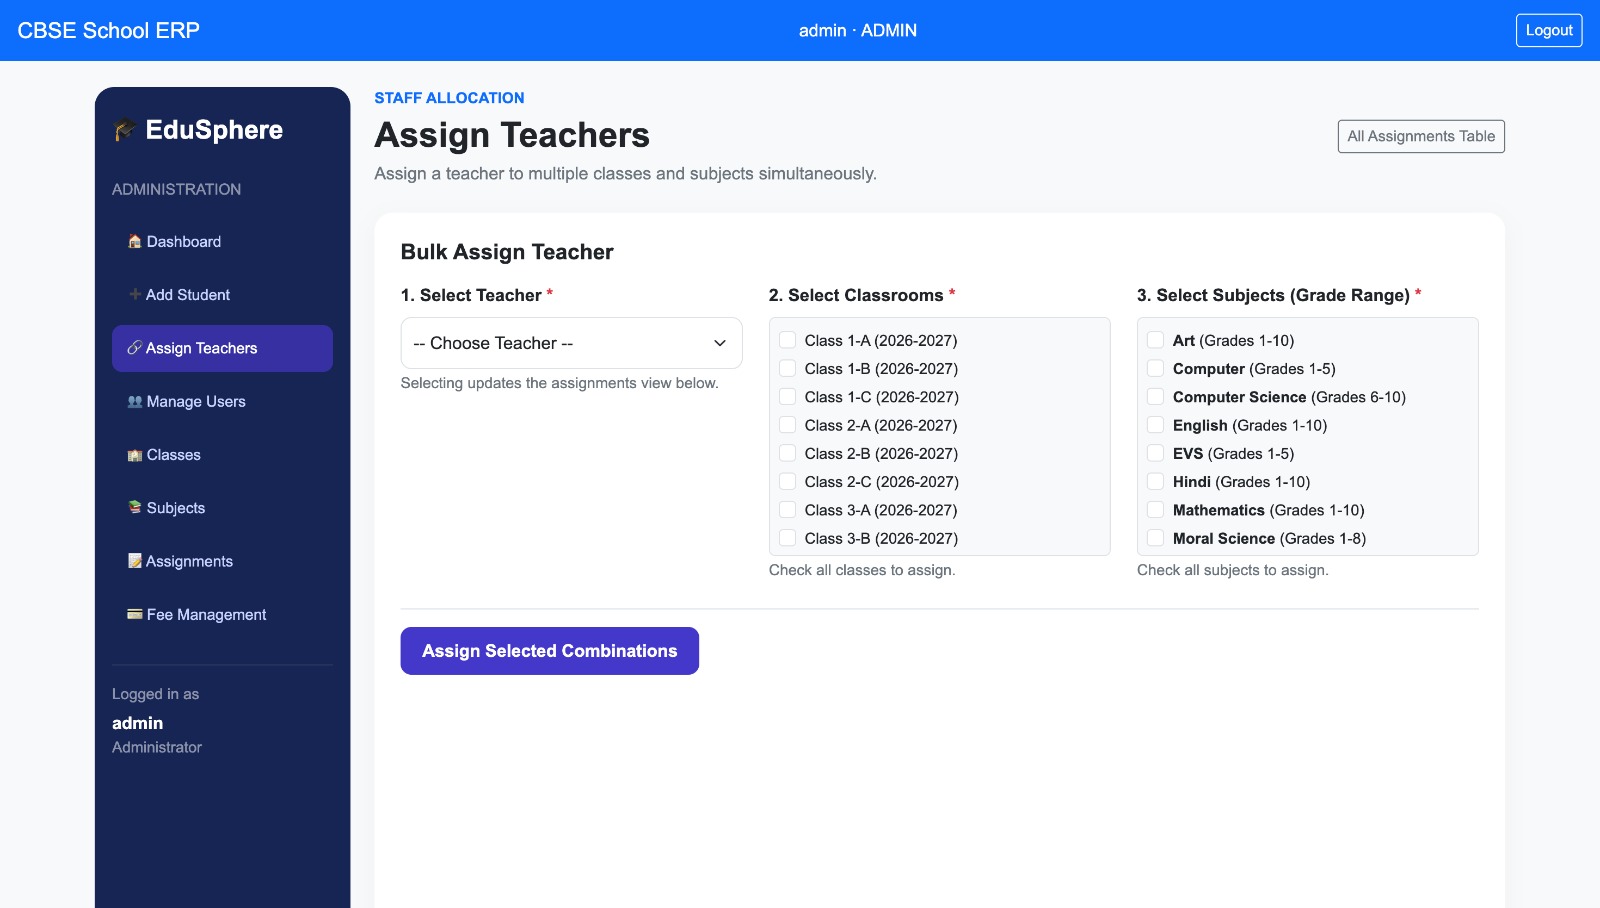 CBSE School ERP
admin · ADMIN
Logout
EduSphere
ADMINISTRATION
Dashboard
Add Student
Assign Teachers
Manage Users
Classes
Subjects
Assignments
Fee Management
Logged in as
admin
Administrator
STAFF ALLOCATION
Assign Teachers
Assign a teacher to multiple classes and subjects simultaneously.
All Assignments Table
Bulk Assign Teacher
1. Select Teacher *
-- Choose Teacher --
Selecting updates the assignments view below.
2. Select Classrooms *
Class 1-A (2026-2027)
Class 1-B (2026-2027)
Class 1-C (2026-2027)
Class 2-A (2026-2027)
Class 2-B (2026-2027)
Class 2-C (2026-2027)
Class 3-A (2026-2027)
Class 3-B (2026-2027)
Check all classes to assign.
3. Select Subjects (Grade Range) *
Art (Grades 1-10)
Computer (Grades 1-5)
Computer Science (Grades 6-10)
English (Grades 1-10)
EVS (Grades 1-5)
Hindi (Grades 1-10)
Mathematics (Grades 1-10)
Moral Science (Grades 1-8)
Check all subjects to assign.
Assign Selected Combinations